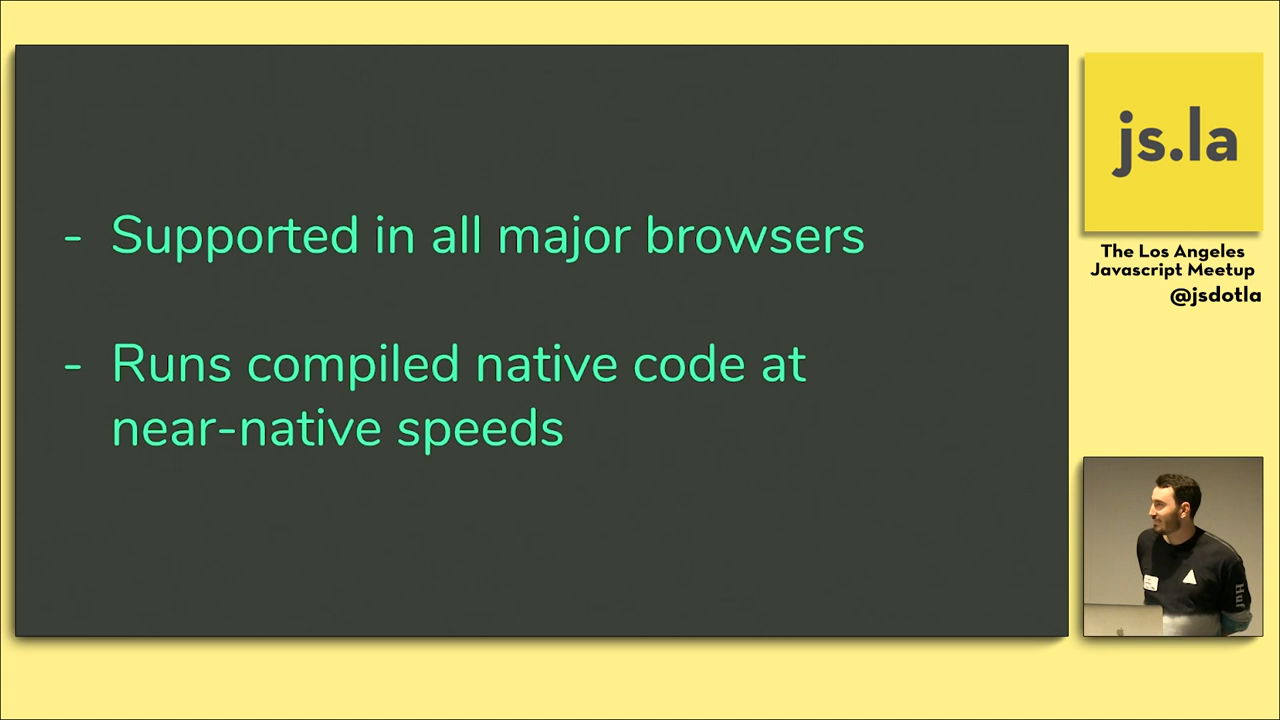 - Supported in all major browsers
- Runs compiled native code at
near-native speeds
js.la
The Los Angeles
Javascript Meetup
@jsdotla
Huf